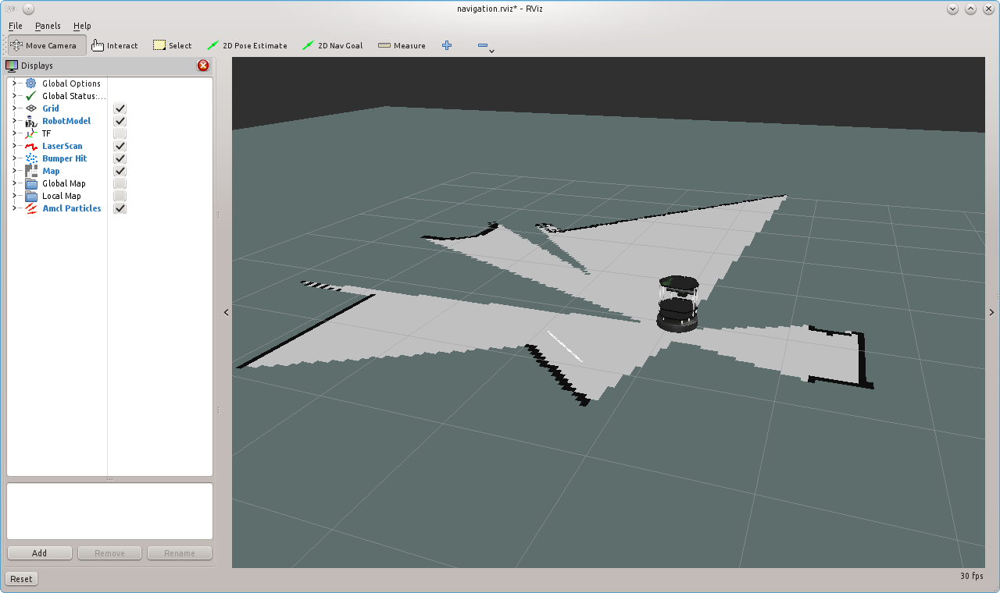 navigation.rviz* - RViz
File Panels Help
Move Camera Interact Select 2D Pose Estimate 2D Nav Goal Measure
Displays
Global Options
Global Status:...
Grid
RobotModel
TF
LaserScan
Bumper Hit
Map
Global Map
Local Map
Amcl Particles
Add Remove Rename
Reset
30 fps